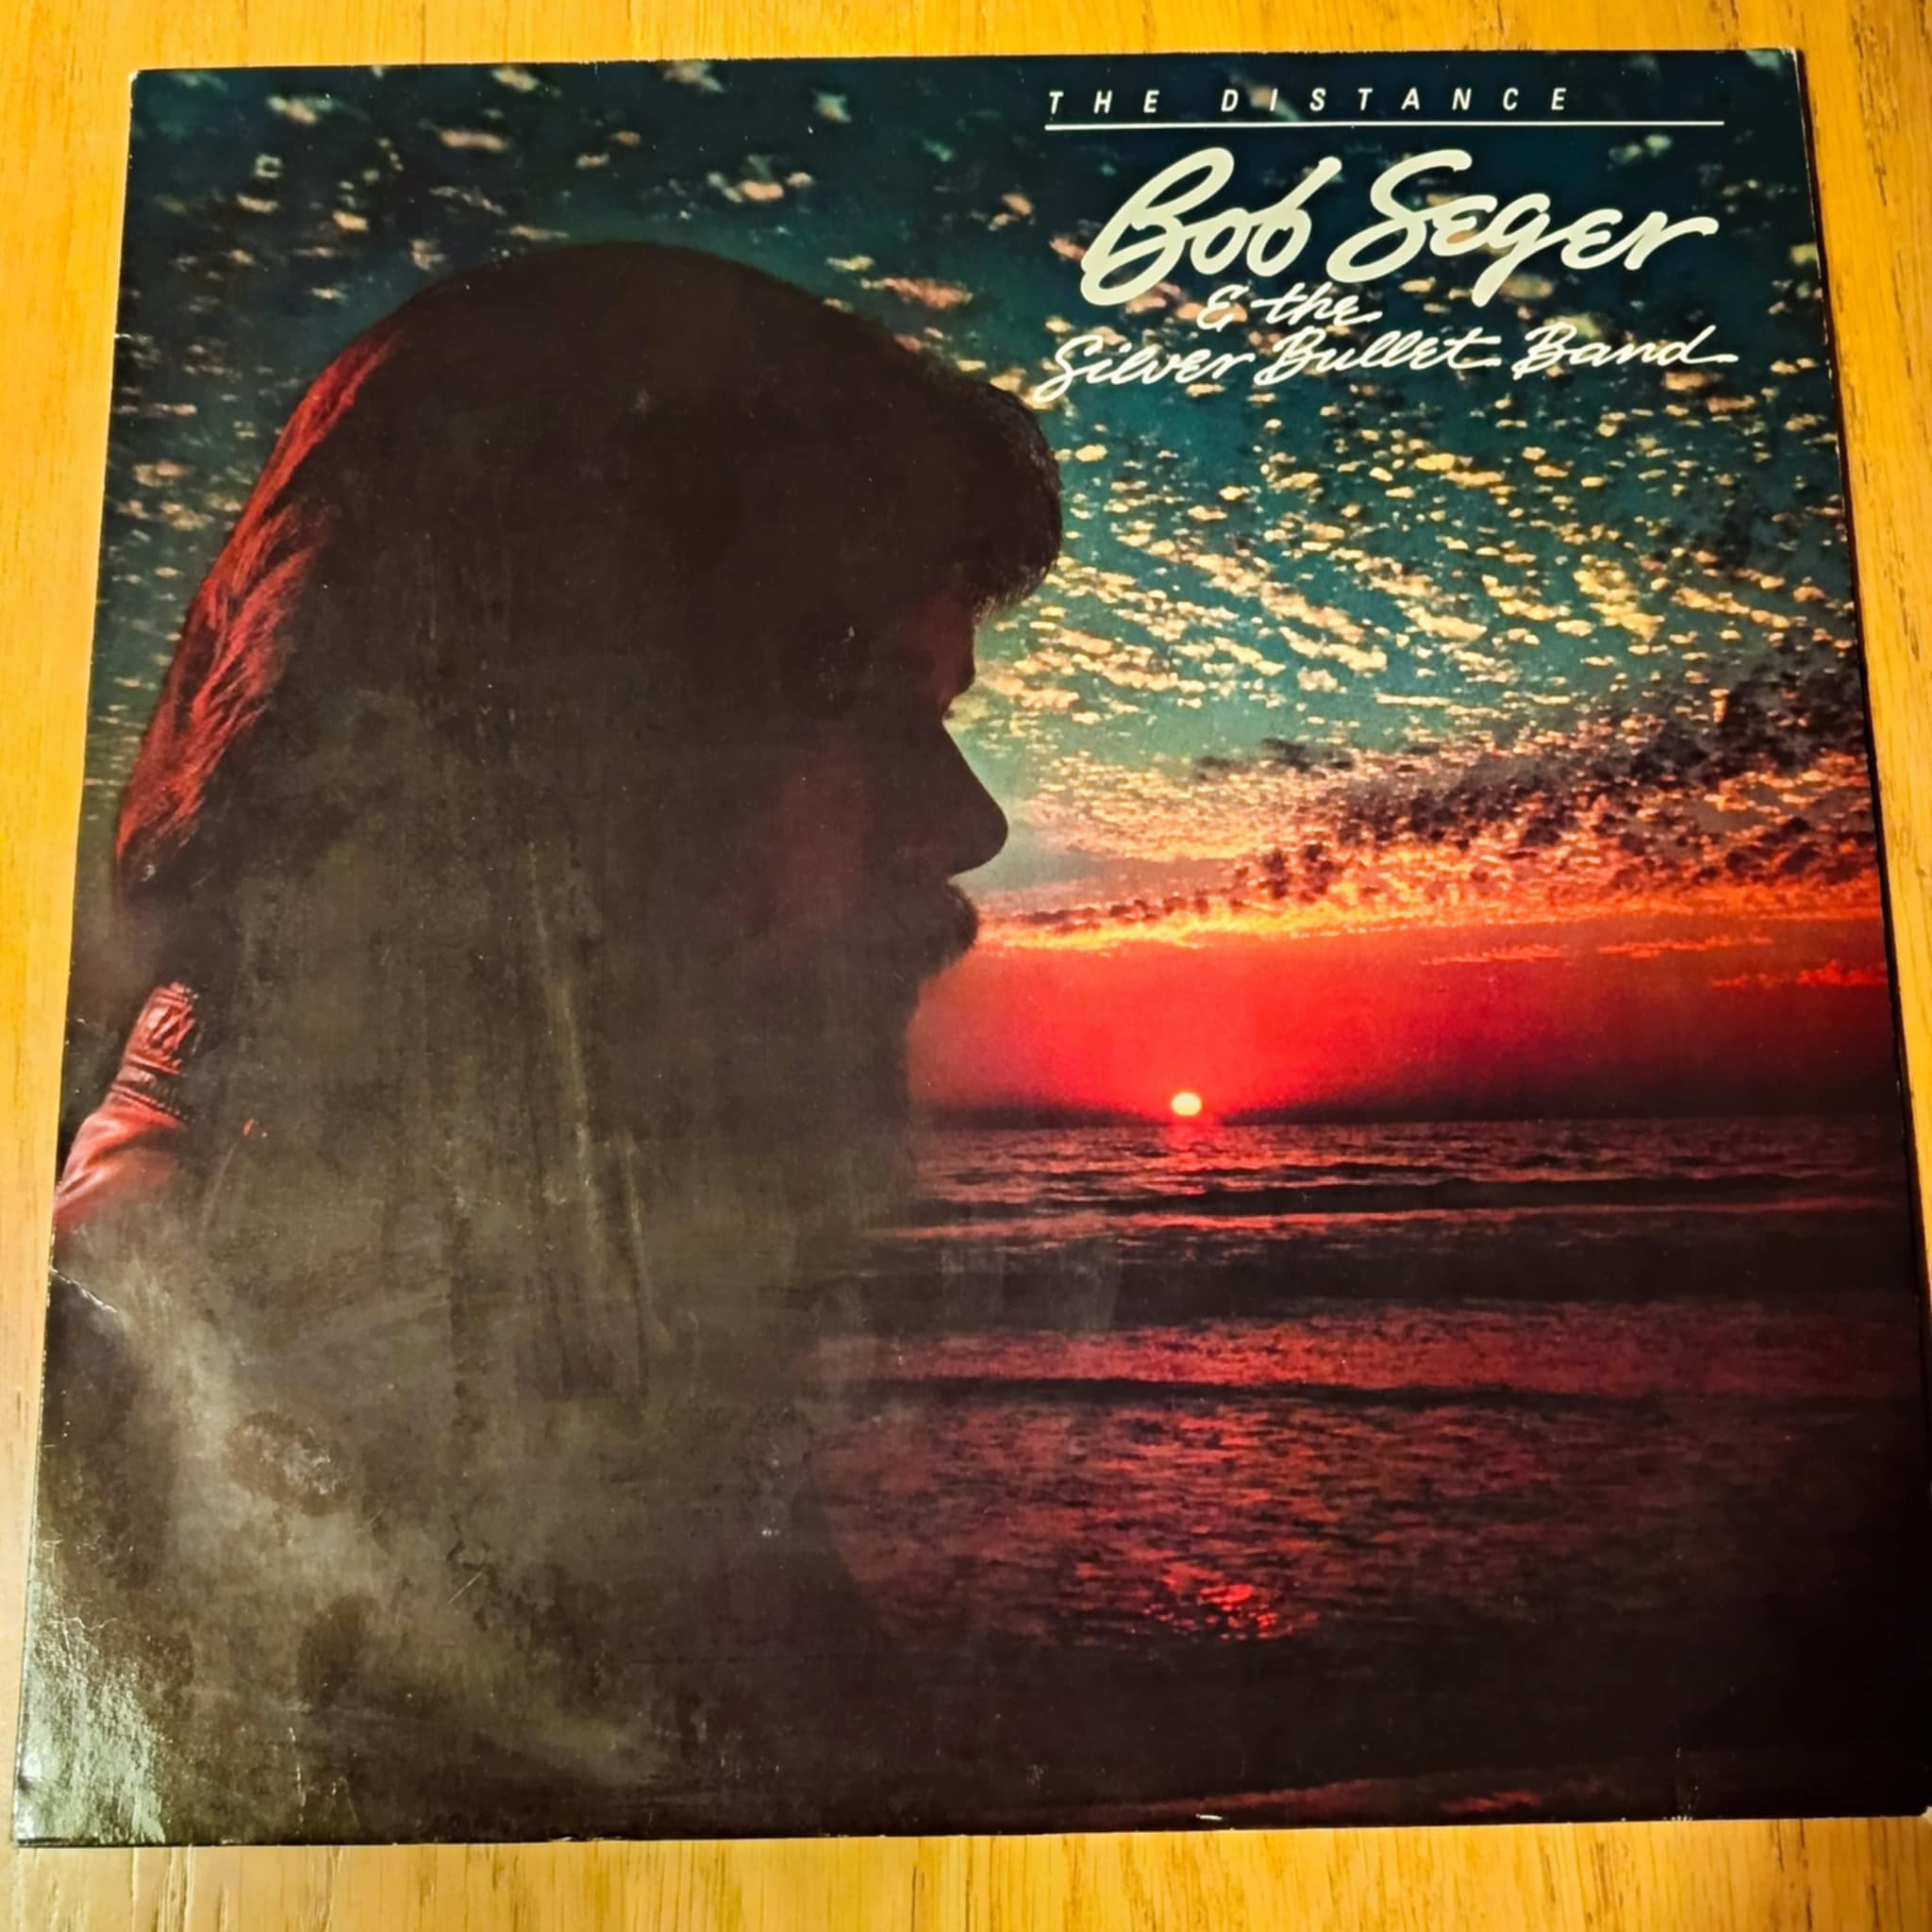 THE DISTANCE
Bob Seger
& the
Silver Bullet Band